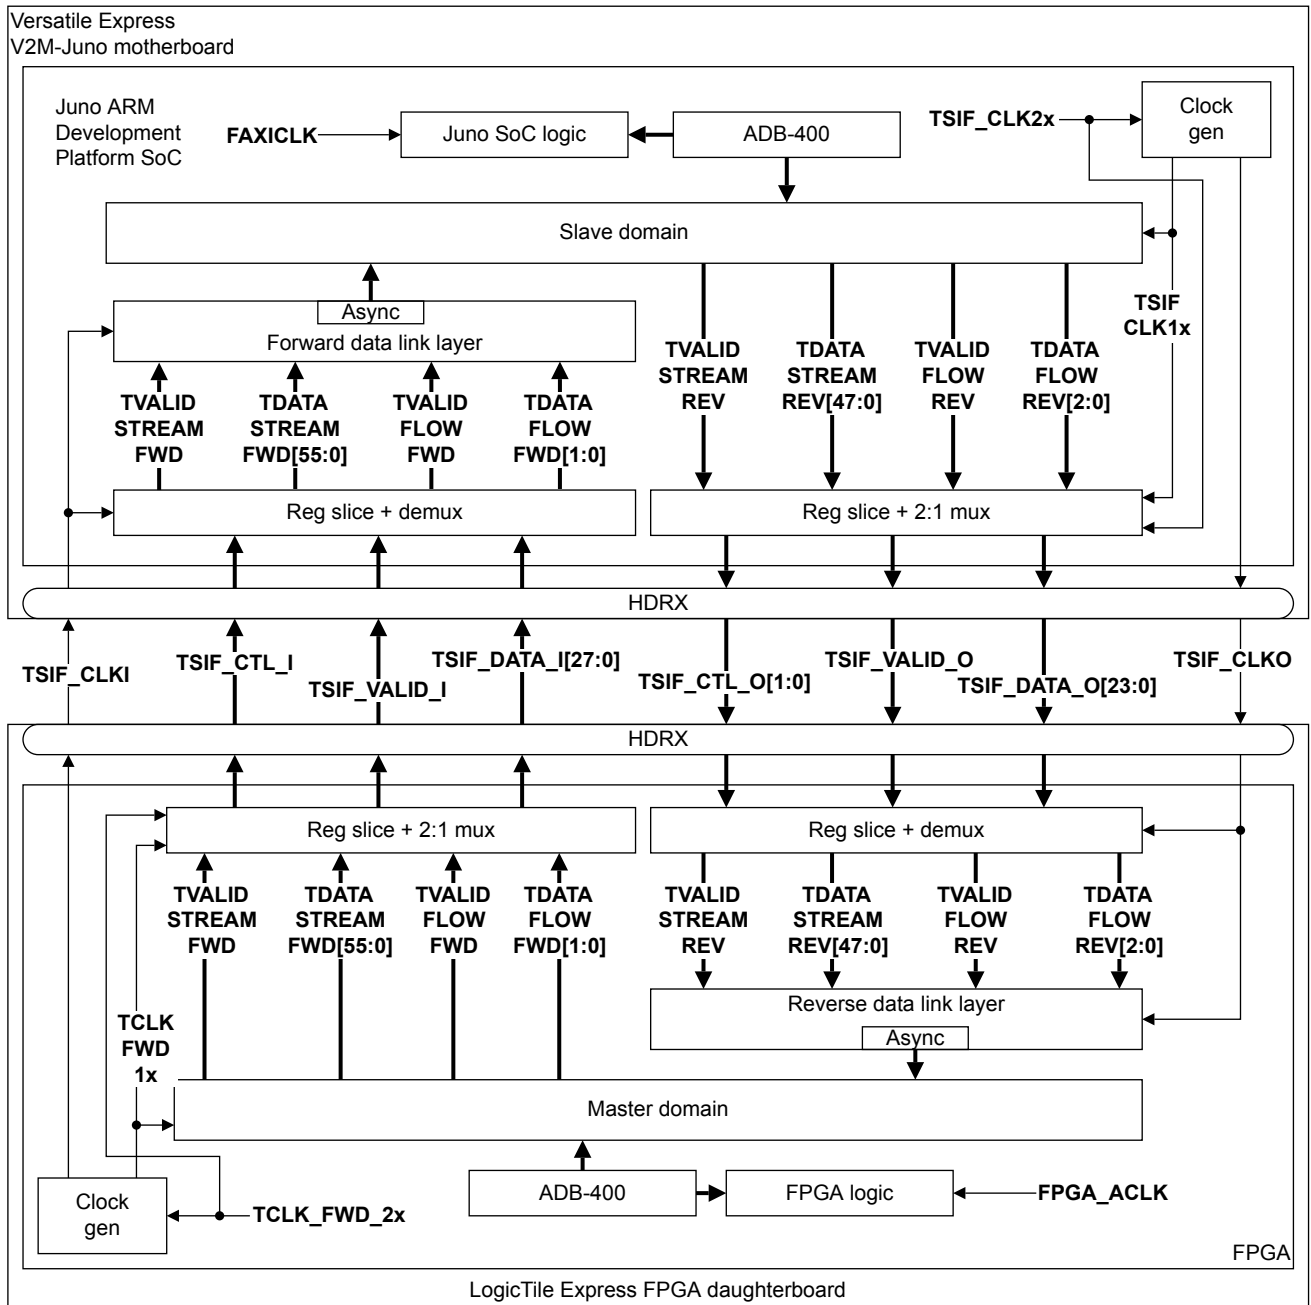 Versatile Express
V2M-Juno motherboard
Juno ARM
Development
Platform SoC
FAXICLK
Juno SoC logic
ADB-400
TSIF_CLK2x
Clock
gen
Slave domain
Async
Forward data link layer
TSIF
CLK1x
TVALID
STREAM
REV
TDATA
STREAM
REV[47:0]
TVALID
FLOW
REV
TDATA
FLOW
REV[2:0]
TVALID
STREAM
FWD
TDATA
STREAM
FWD[55:0]
TVALID
FLOW
FWD
TDATA
FLOW
FWD[1:0]
Reg slice + demux
Reg slice + 2:1 mux
HDRX
TSIF_CLKI
TSIF_CTL_I
TSIF_VALID_I
TSIF_DATA_I[27:0]
TSIF_CTL_O[1:0]
TSIF_VALID_O
TSIF_DATA_O[23:0]
TSIF_CLKO
HDRX
Reg slice + 2:1 mux
Reg slice + demux
TVALID
STREAM
FWD
TDATA
STREAM
FWD[55:0]
TVALID
FLOW
FWD
TDATA
FLOW
FWD[1:0]
TVALID
STREAM
REV
TDATA
STREAM
REV[47:0]
TVALID
FLOW
REV
TDATA
FLOW
REV[2:0]
Reverse data link layer
Async
TCLK
FWD
1x
Master domain
Clock
gen
TCLK_FWD_2x
ADB-400
FPGA logic
FPGA_ACLK
FPGA
LogicTile Express FPGA daughterboard